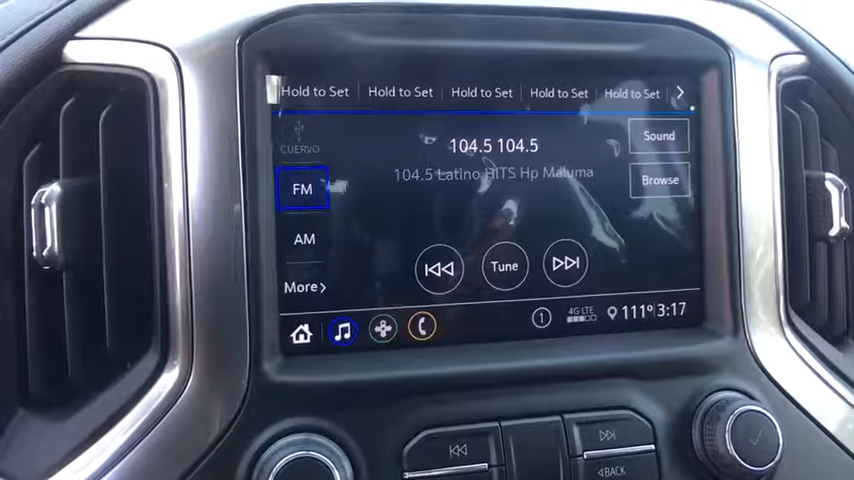 Hold to Set Hold to Set Hold to Set Hold to Set Hold to Set >
CUERVO
104.5 104.5
Sound
FM
104.5 Latino HITS Hp Maluma
Browse
AM
Tune
More >
1 4G LTE 111° 3:17
BACK